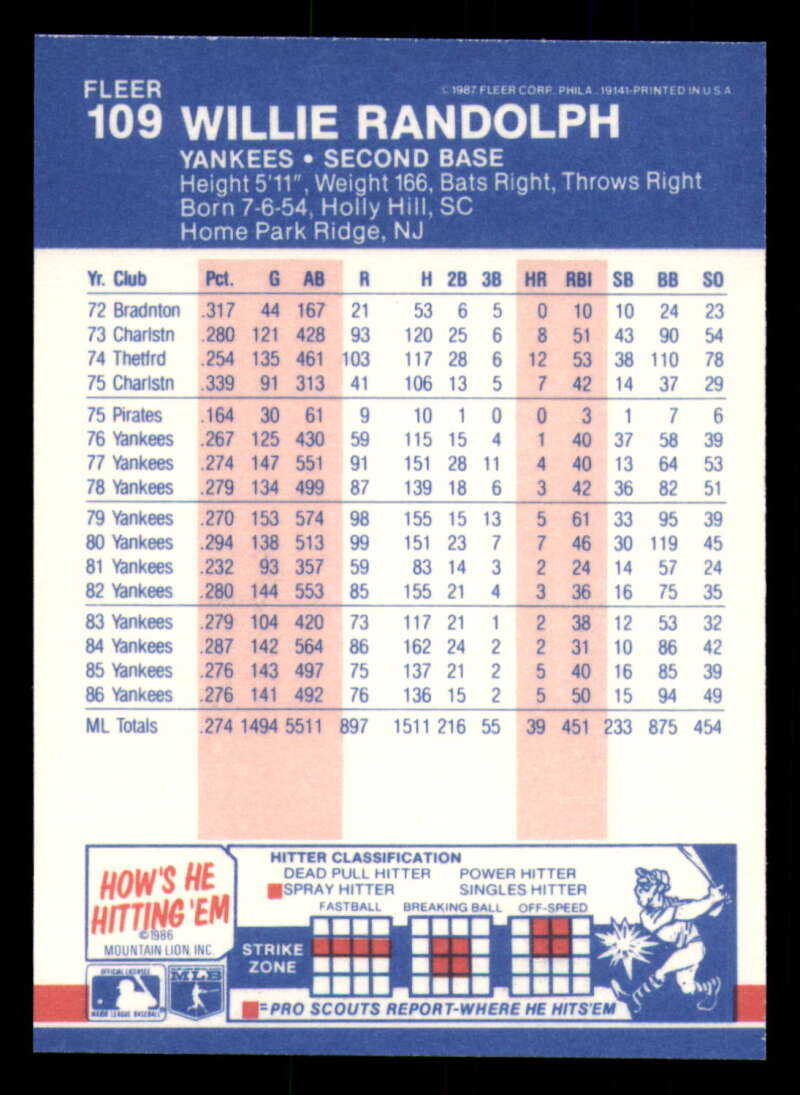 FLEER
© 1987 FLEER CORP. PHILA., 19141-PRINTED IN U S A
109 WILLIE RANDOLPH
YANKEES • SECOND BASE
Height 5'11", Weight 166, Bats Right, Throws Right
Born 7-6-54, Holly Hill, SC
Home Park Ridge, NJ
Yr. Club Pct. G AB R H 2B 3B HR RBI SB BB SO
72 Bradnton .317 44 167 21 53 6 5 0 10 10 24 23
73 Charlstn .280 121 428 93 120 25 6 8 51 43 90 54
74 Thetfrd .254 135 461 103 117 28 6 12 53 38 110 78
75 Charlstn .339 91 313 41 106 13 5 7 42 14 37 29
75 Pirates .164 30 61 9 10 1 0 0 3 1 7 6
76 Yankees .267 125 430 59 115 15 4 1 40 37 58 39
77 Yankees .274 147 551 91 151 28 11 4 40 13 64 53
78 Yankees .279 134 499 87 139 18 6 3 42 36 82 51
79 Yankees .270 153 574 98 155 15 13 5 61 33 95 39
80 Yankees .294 138 513 99 151 23 7 7 46 30 119 45
81 Yankees .232 93 357 59 83 14 3 2 24 14 57 24
82 Yankees .280 144 553 85 155 21 4 3 36 16 75 35
83 Yankees .279 104 420 73 117 21 1 2 38 12 53 32
84 Yankees .287 142 564 86 162 24 2 2 31 10 86 42
85 Yankees .276 143 497 75 137 21 2 5 40 16 85 39
86 Yankees .276 141 492 76 136 15 2 5 50 15 94 49
ML Totals .274 1494 5511 897 1511 216 55 39 451 233 875 454
HOW'S HE
HITTING 'EM
©1986
MOUNTAIN LION, INC.
OFFICIAL LICENSEE
MAJOR LEAGUE BASEBALL
MLB
HITTER CLASSIFICATION
DEAD PULL HITTER POWER HITTER
SPRAY HITTER SINGLES HITTER
FASTBALL BREAKING BALL OFF-SPEED
STRIKE
ZONE
=PRO SCOUTS REPORT-WHERE HE HITS'EM